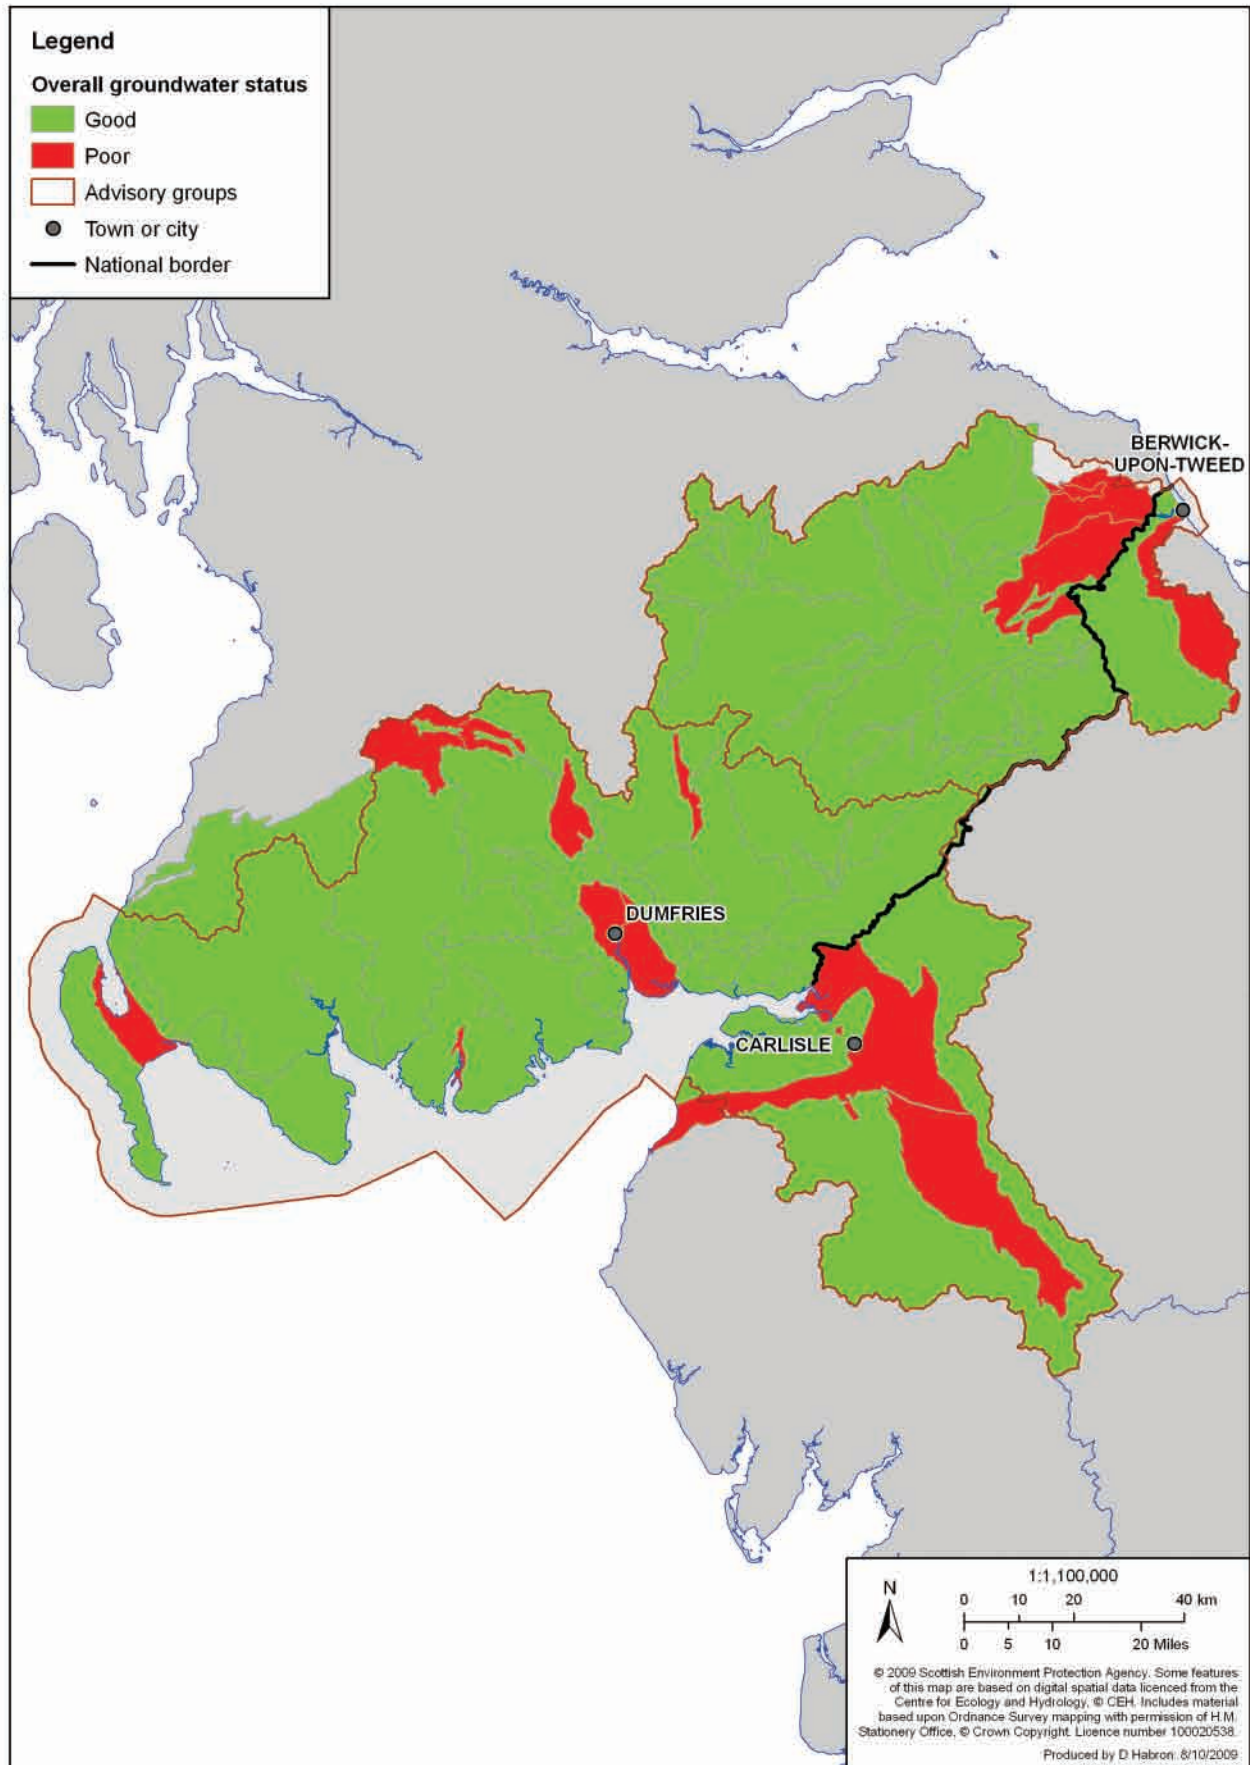 Legend
Overall groundwater status
Good
Poor
Advisory groups
Town or city
National border
BERWICK-
UPON-TWEED
DUMFRIES
CARLISLE
N
1:1,100,000
0 10 20 40 km
0 5 10 20 Miles
© 2009 Scottish Environment Protection Agency. Some features
of this map are based on digital spatial data licenced from the
Centre for Ecology and Hydrology, © CEH. Includes material
based upon Ordnance Survey mapping with permission of H.M.
Stationery Office, © Crown Copyright. Licence number 100020538.
Produced by D Habron: 8/10/2009